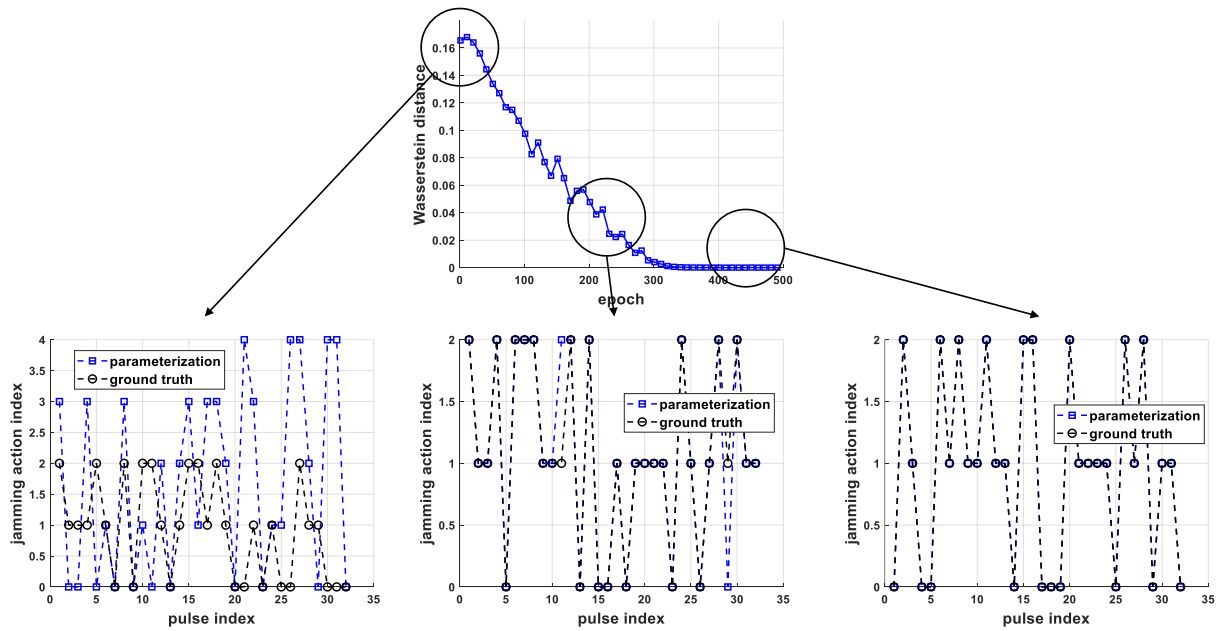 Wasserstein distance
0.16
0.14
0.12
0.1
0.08
0.06
0.04
0.02
0
0 100 200 300 400 500
epoch
jamming action index
4
3.5
3
2.5
2
1.5
1
0.5
0
parameterization
ground truth
0 5 10 15 20 25 30 35
pulse index
jamming action index
2
1.5
1
0.5
0
parameterization
ground truth
0 5 10 15 20 25 30 35
pulse index
jamming action index
2
1.5
1
0.5
0
parameterization
ground truth
0 5 10 15 20 25 30 35
pulse index